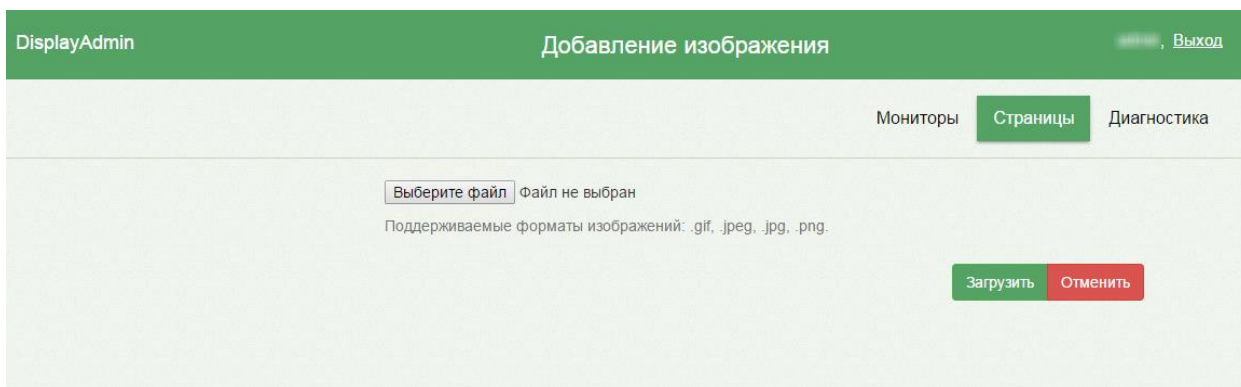 DisplayAdmin
Добавление изображения
, Выход
Мониторы Страницы Диагностика
Выберите файл Файл не выбран
Поддерживаемые форматы изображений: .gif, .jpeg, .jpg, .png.
Загрузить Отменить